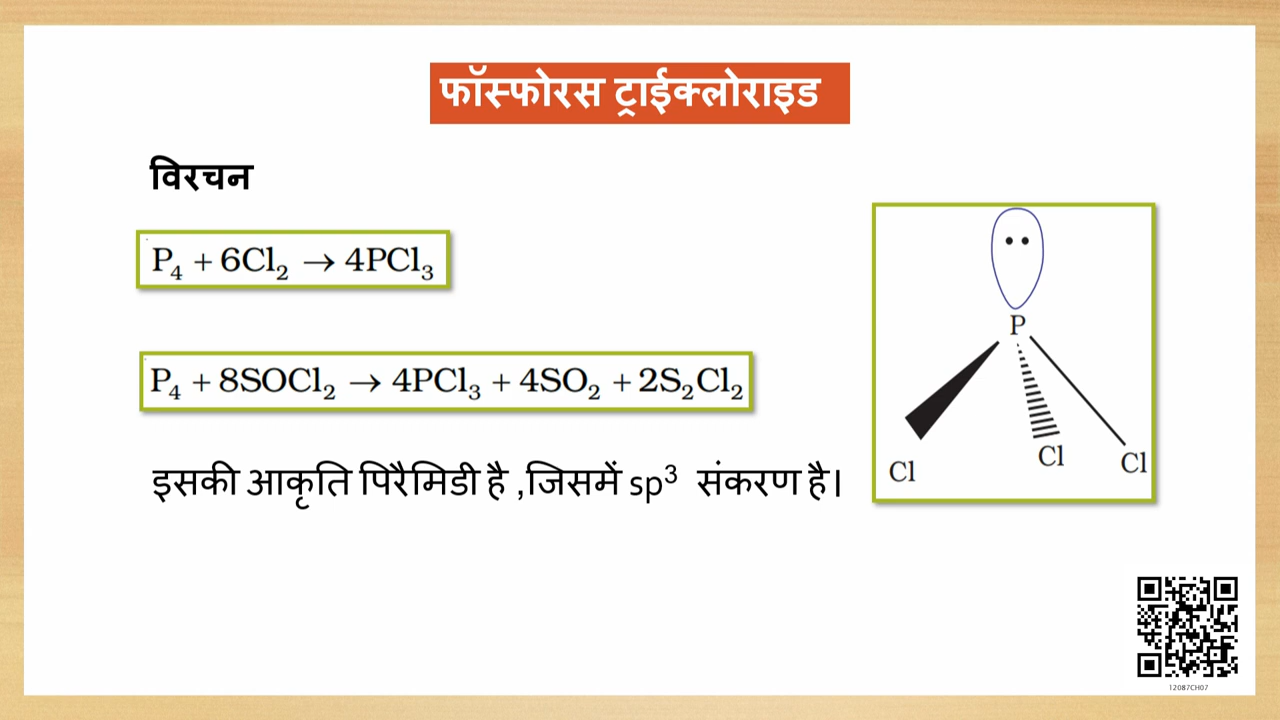 फॉस्फोरस ट्राईक्लोराइड
विरचन
P₄ + 6Cl₂ → 4PCl₃
P₄ + 8SOCl₂ → 4PCl₃ + 4SO₂ + 2S₂Cl₂
इसकी आकृति पिरैमिडी है ,जिसमें sp³ संकरण है।
P
Cl
Cl
Cl
12087CH07